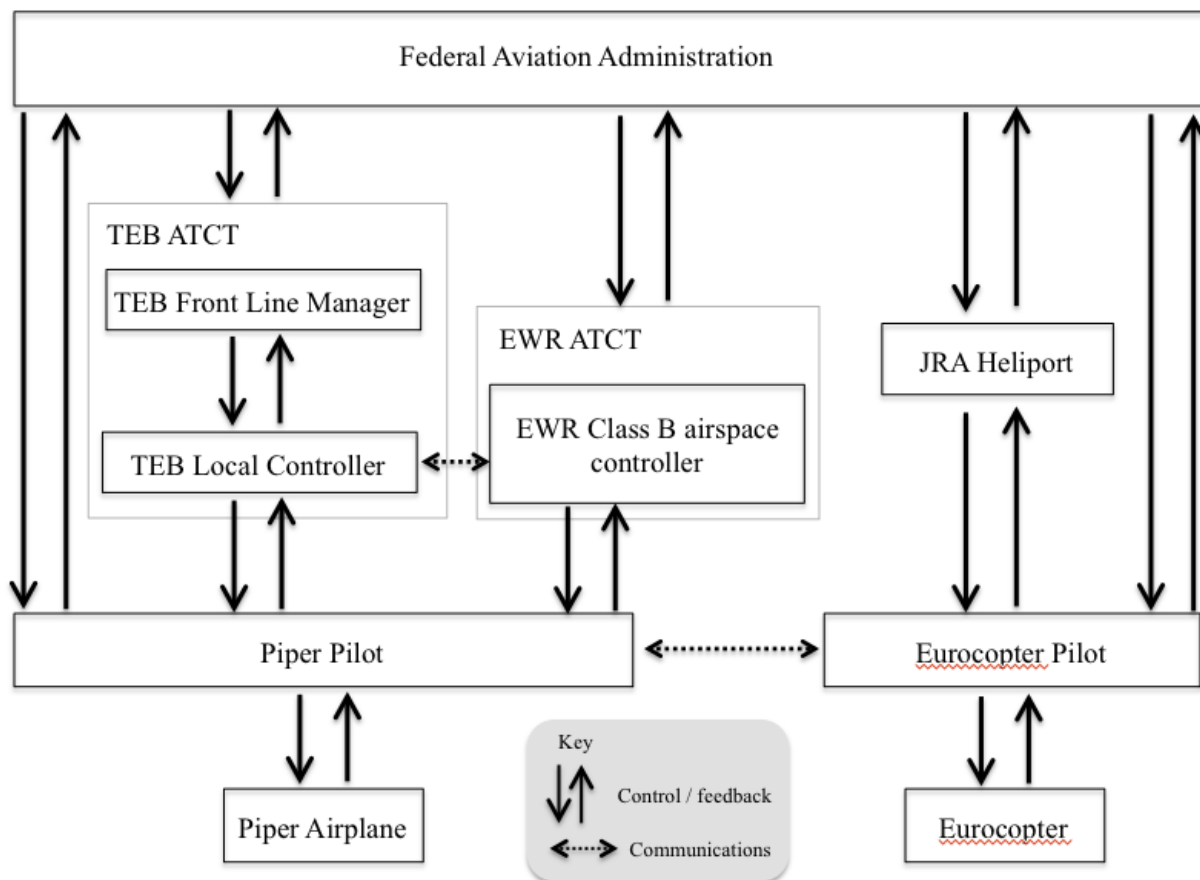 Federal Aviation Administration
TEB ATCT
TEB Front Line Manager
EWR ATCT
JRA Heliport
EWR Class B airspace
controller
TEB Local Controller
Piper Pilot
Eurocopter Pilot
Key
Control / feedback
Communications
Piper Airplane
Eurocopter